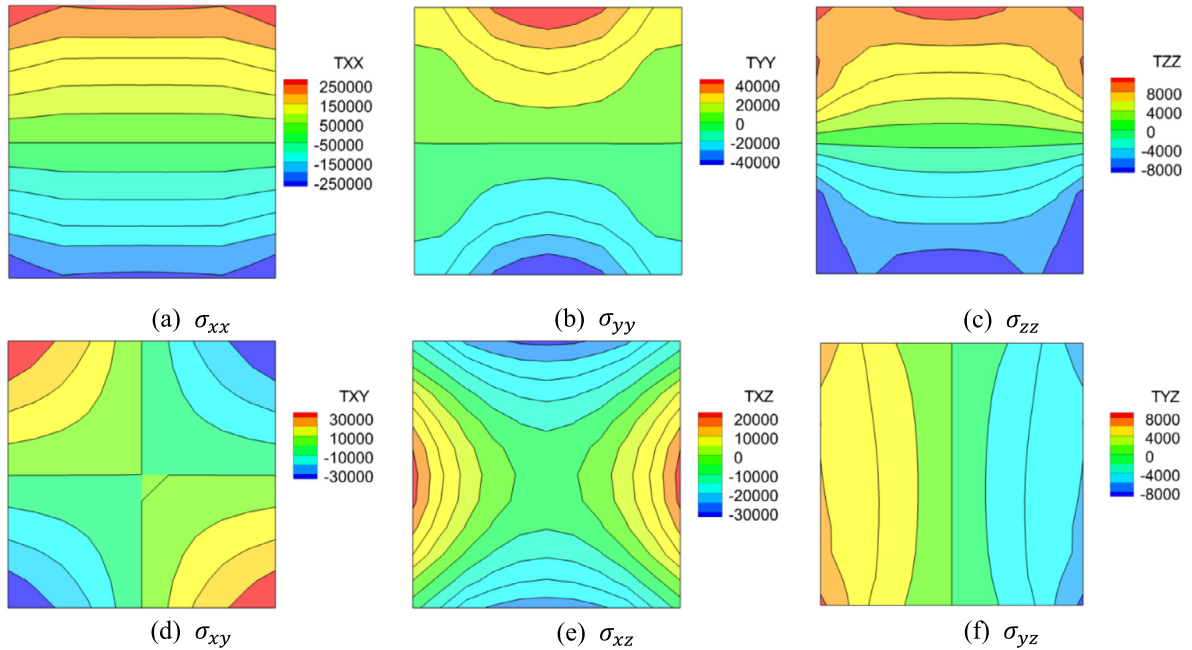 TXX
250000
150000
50000
-50000
-150000
-250000
(a) σxx
TYY
40000
20000
0
-20000
-40000
(b) σyy
TZZ
8000
4000
0
-4000
-8000
(c) σzz
TXY
30000
10000
-10000
-30000
(d) σxy
TXZ
20000
10000
0
-10000
-20000
-30000
(e) σxz
TYZ
8000
4000
0
-4000
-8000
(f) σyz